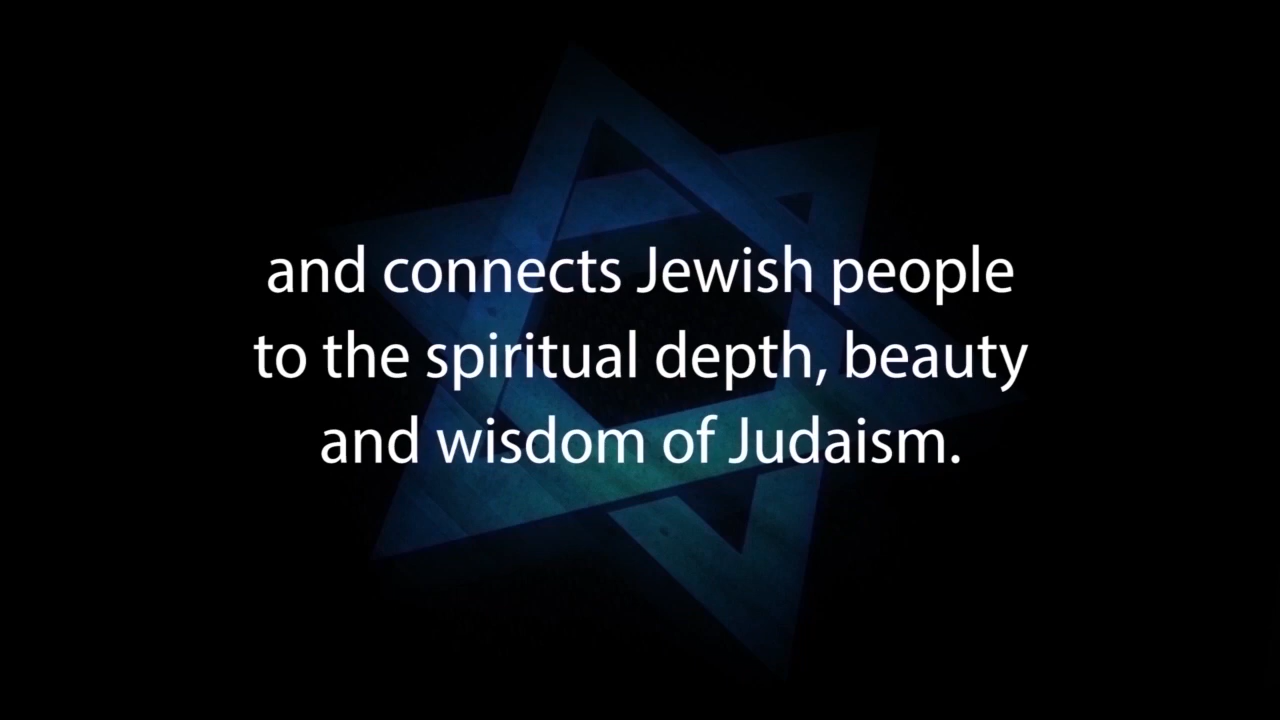 and connects Jewish people
to the spiritual depth, beauty
and wisdom of Judaism.